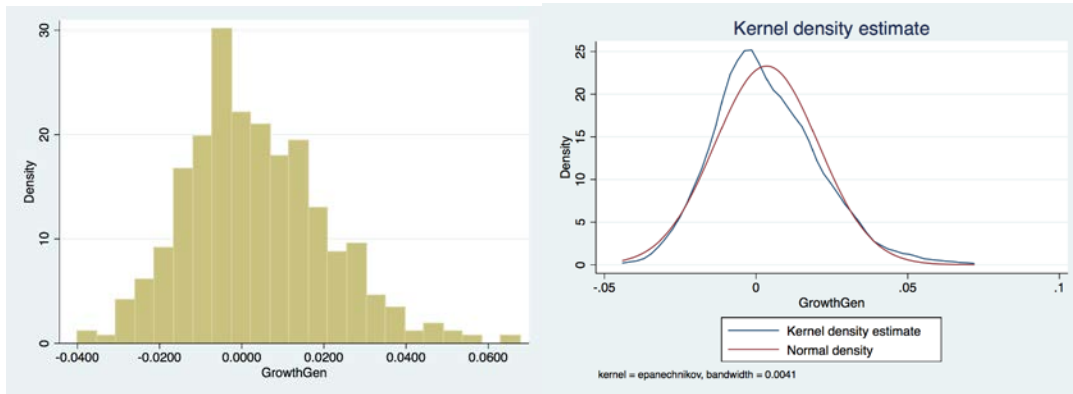 Density
30
20
10
0
-0.0400
-0.0200
0.0000
0.0200
0.0400
0.0600
GrowthGen
Kernel density estimate
Density
25
20
15
10
5
0
-.05
0
.05
.1
GrowthGen
Kernel density estimate
Normal density
kernel = epanechnikov, bandwidth = 0.0041